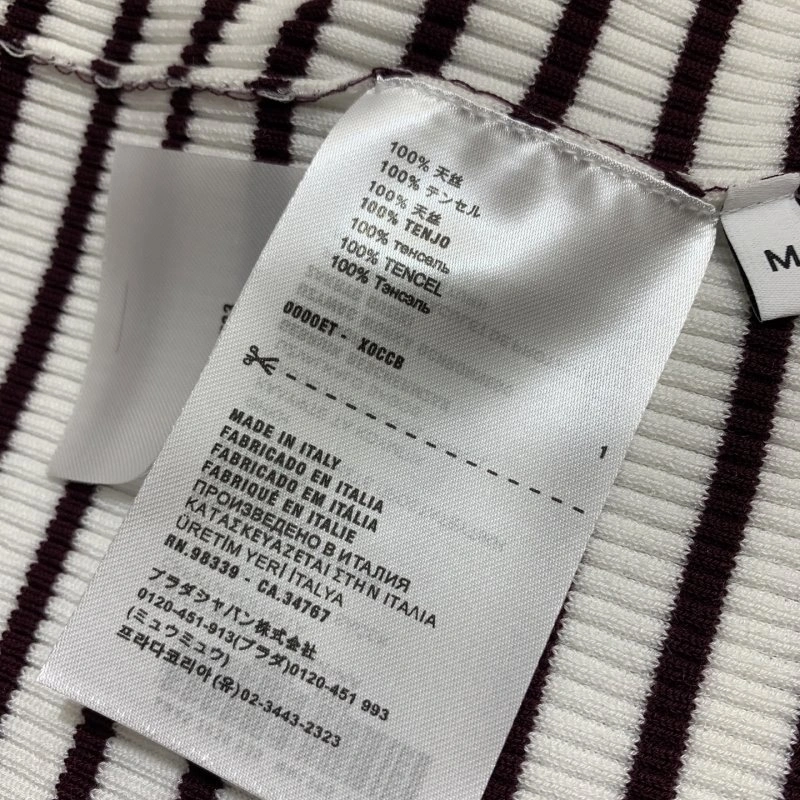 100% 天丝
100% テンセル
100% 天丝
100% TENJO
100% тенсель
100% TENCEL
100% Тэнсэль
0000ET - X0CCB
1
MADE IN ITALY
FABRICADO EN ITALIA
FABRICADO EM ITÁLIA
FABRIQUÉ EN ITALIE
ПРОИЗВЕДЕНО В ИТАЛИЯ
ΚΑΤΑΣΚΕΥΑΖΕΤΑΙ ΣΤΗ Ν ΙΤΑΛΙΑ
ÜRETİM YERİ İTALYA
RN.98339 - CA.34767
プラダジャパン株式会社
0120-451-913(プラダ)0120-451 993
(ミュウミュウ)
프라다코리아(유)02-3443-2323
M